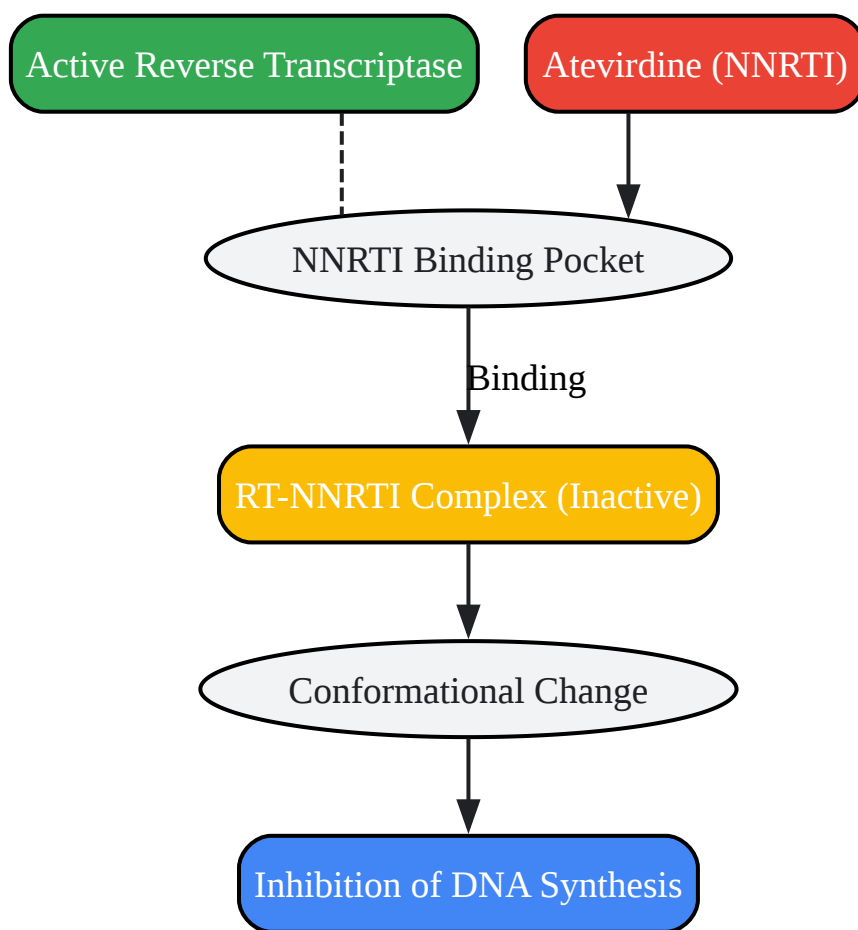 Active Reverse Transcriptase
Atevirdine (NNRTI)
NNRTI Binding Pocket
Binding
RT-NNRTI Complex (Inactive)
Conformational Change
Inhibition of DNA Synthesis